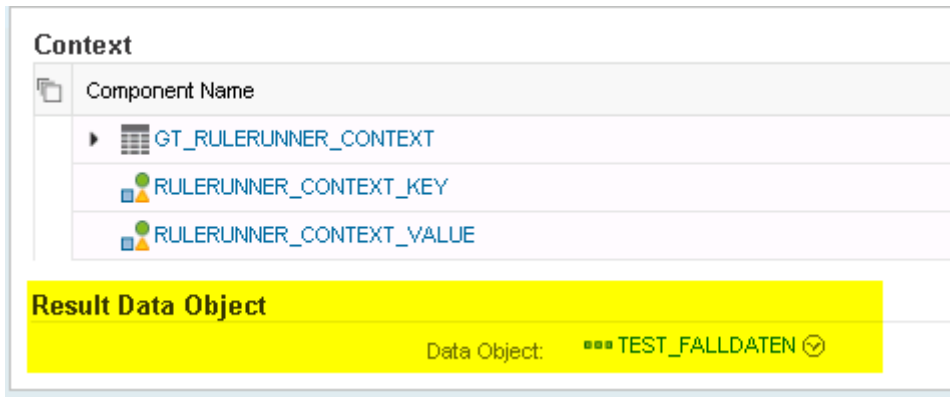 Context
Component Name
GT_RULERUNNER_CONTEXT
RULERUNNER_CONTEXT_KEY
RULERUNNER_CONTEXT_VALUE
Result Data Object
Data Object: TEST_FALLDATEN